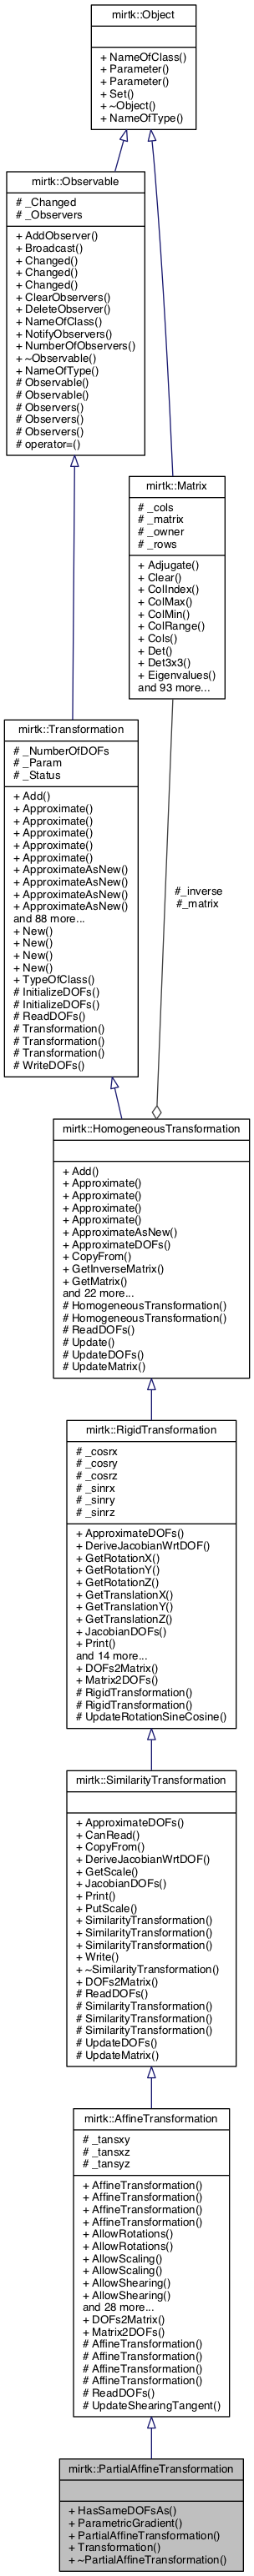 mirtk::Object
+ NameOfClass()
+ Parameter()
+ Parameter()
+ Set()
+ ~Object()
+ NameOfType()
mirtk::Observable
# _Changed
# _Observers
+ AddObserver()
+ Broadcast()
+ Changed()
+ Changed()
+ Changed()
+ ClearObservers()
+ DeleteObserver()
+ NameOfClass()
+ NotifyObservers()
+ NumberOfObservers()
+ ~Observable()
+ NameOfType()
# Observable()
# Observable()
# Observers()
# Observers()
# Observers()
# operator=()
mirtk::Matrix
# _cols
# _matrix
# _owner
# _rows
+ Adjugate()
+ Clear()
+ ColIndex()
+ ColMax()
+ ColMin()
+ ColRange()
+ Cols()
+ Det()
+ Det3x3()
+ Eigenvalues()
and 93 more...
mirtk::Transformation
# _NumberOfDOFs
# _Param
# _Status
+ Add()
+ Approximate()
+ Approximate()
+ Approximate()
+ Approximate()
+ Approximate()
+ ApproximateAsNew()
+ ApproximateAsNew()
+ ApproximateAsNew()
+ ApproximateAsNew()
and 88 more...
+ New()
+ New()
+ New()
+ New()
+ TypeOfClass()
# InitializeDOFs()
# InitializeDOFs()
# ReadDOFs()
# Transformation()
# Transformation()
# Transformation()
# WriteDOFs()
#_inverse
#_matrix
mirtk::HomogeneousTransformation
+ Add()
+ Approximate()
+ Approximate()
+ Approximate()
+ Approximate()
+ ApproximateAsNew()
+ ApproximateDOFs()
+ CopyFrom()
+ GetInverseMatrix()
+ GetMatrix()
and 22 more...
# HomogeneousTransformation()
# HomogeneousTransformation()
# ReadDOFs()
# Update()
# UpdateDOFs()
# UpdateMatrix()
mirtk::RigidTransformation
# _cosrx
# _cosry
# _cosrz
# _sinrx
# _sinry
# _sinrz
+ ApproximateDOFs()
+ DeriveJacobianWrtDOF()
+ GetRotationX()
+ GetRotationY()
+ GetRotationZ()
+ GetTranslationX()
+ GetTranslationY()
+ GetTranslationZ()
+ JacobianDOFs()
+ Print()
and 14 more...
+ DOFs2Matrix()
+ Matrix2DOFs()
# RigidTransformation()
# RigidTransformation()
# UpdateRotationSineCosine()
mirtk::SimilarityTransformation
+ ApproximateDOFs()
+ CanRead()
+ CopyFrom()
+ DeriveJacobianWrtDOF()
+ GetScale()
+ JacobianDOFs()
+ Print()
+ PutScale()
+ SimilarityTransformation()
+ SimilarityTransformation()
+ SimilarityTransformation()
+ Write()
+ ~SimilarityTransformation()
+ DOFs2Matrix()
# ReadDOFs()
# SimilarityTransformation()
# SimilarityTransformation()
# SimilarityTransformation()
# UpdateDOFs()
# UpdateMatrix()
mirtk::AffineTransformation
# _tansxy
# _tansxz
# _tansyz
+ AffineTransformation()
+ AffineTransformation()
+ AffineTransformation()
+ AffineTransformation()
+ AllowRotations()
+ AllowRotations()
+ AllowScaling()
+ AllowScaling()
+ AllowShearing()
+ AllowShearing()
and 28 more...
+ DOFs2Matrix()
+ Matrix2DOFs()
# AffineTransformation()
# AffineTransformation()
# AffineTransformation()
# AffineTransformation()
# ReadDOFs()
# UpdateShearingTangent()
mirtk::PartialAffineTransformation
+ HasSameDOFsAs()
+ ParametricGradient()
+ PartialAffineTransformation()
+ Transformation()
+ ~PartialAffineTransformation()